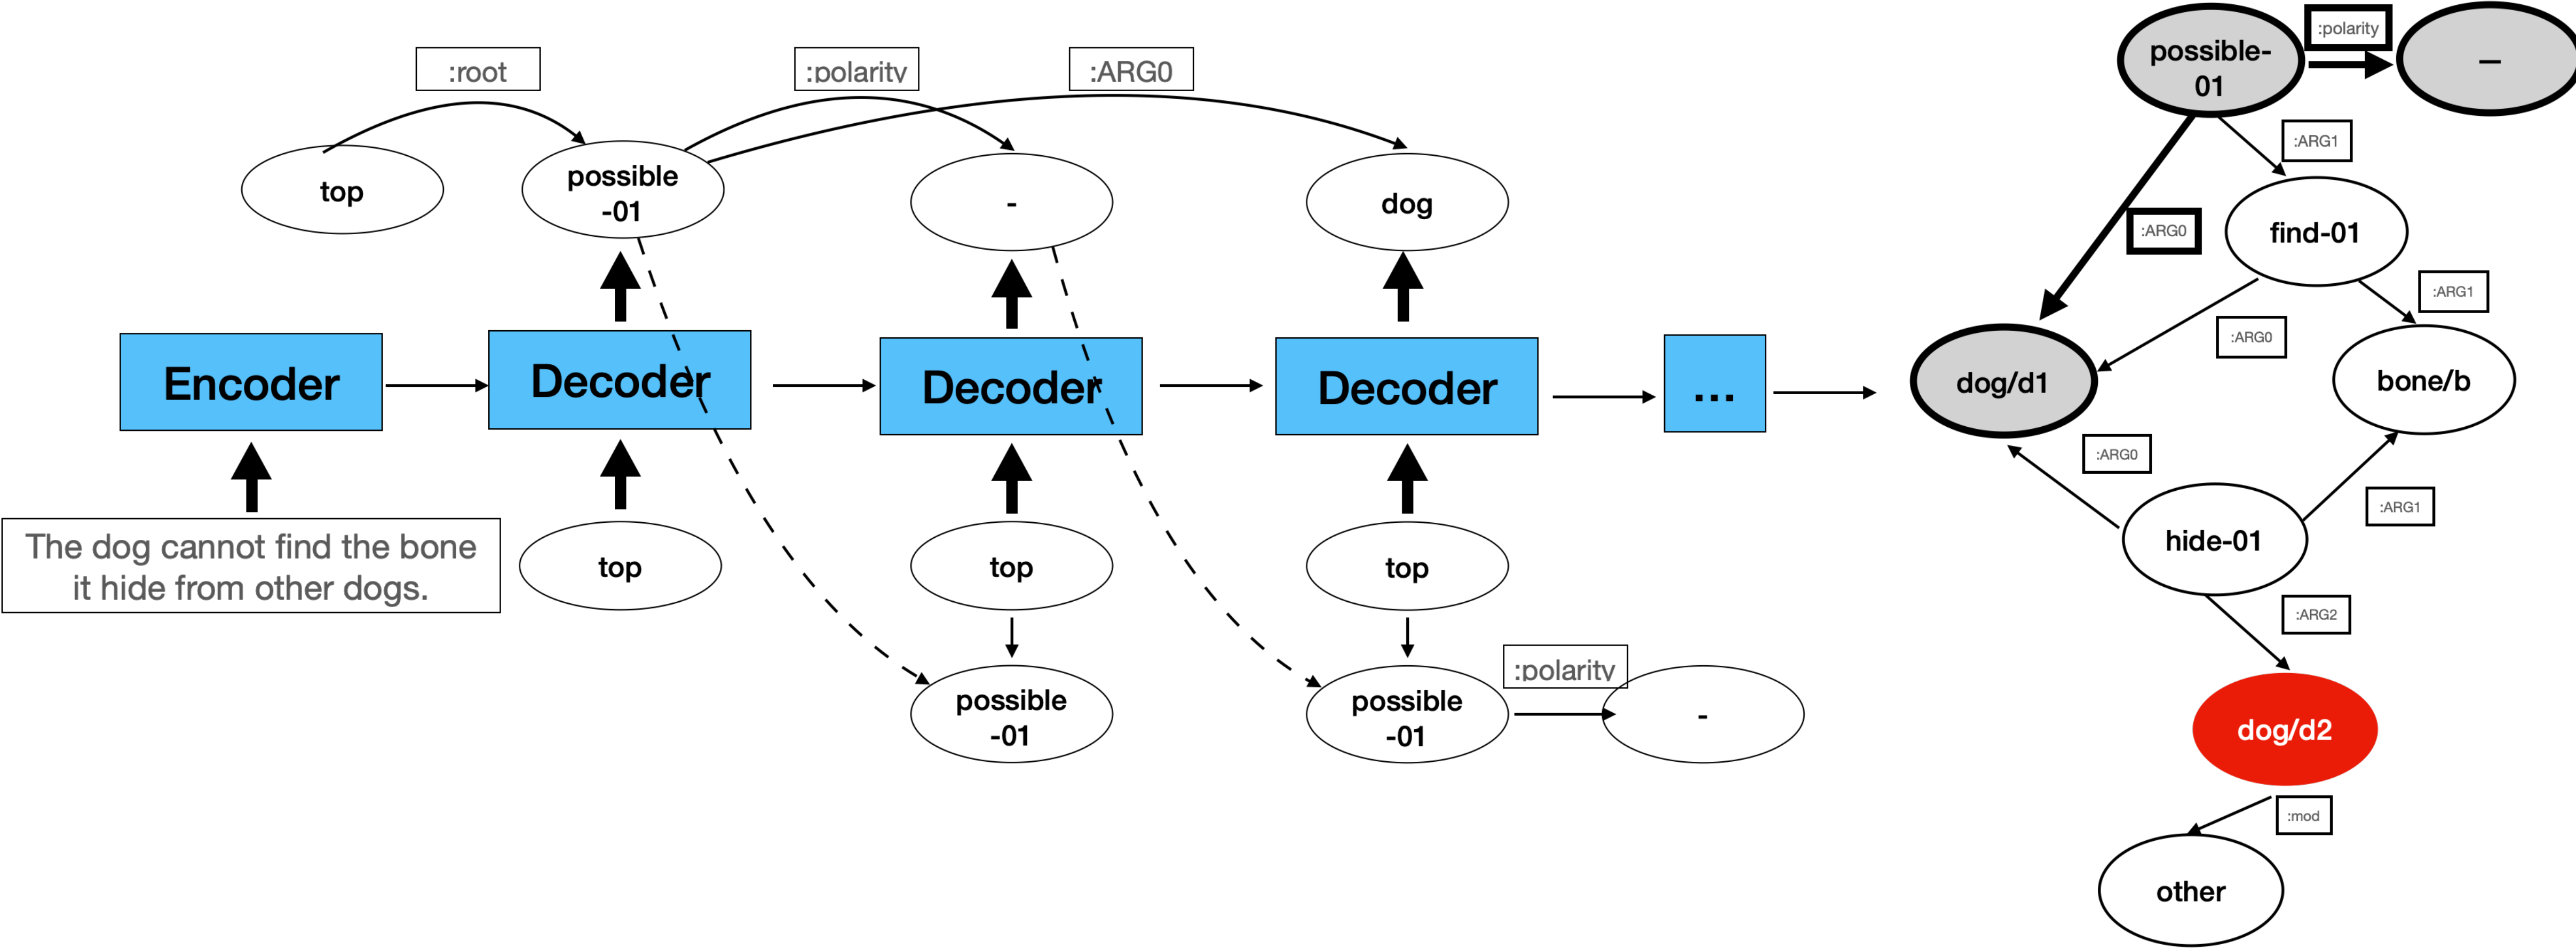 :root
:polarity
:ARG0
top
possible
-01
-
dog
Encoder
Decoder
Decoder
Decoder
...
The dog cannot find the bone
it hide from other dogs.
top
top
top
possible
-01
possible
-01
:polarity
-
possible-
01
:polarity
–
:ARG1
:ARG0
find-01
:ARG1
:ARG0
dog/d1
bone/b
:ARG0
:ARG1
hide-01
:ARG2
dog/d2
:mod
other